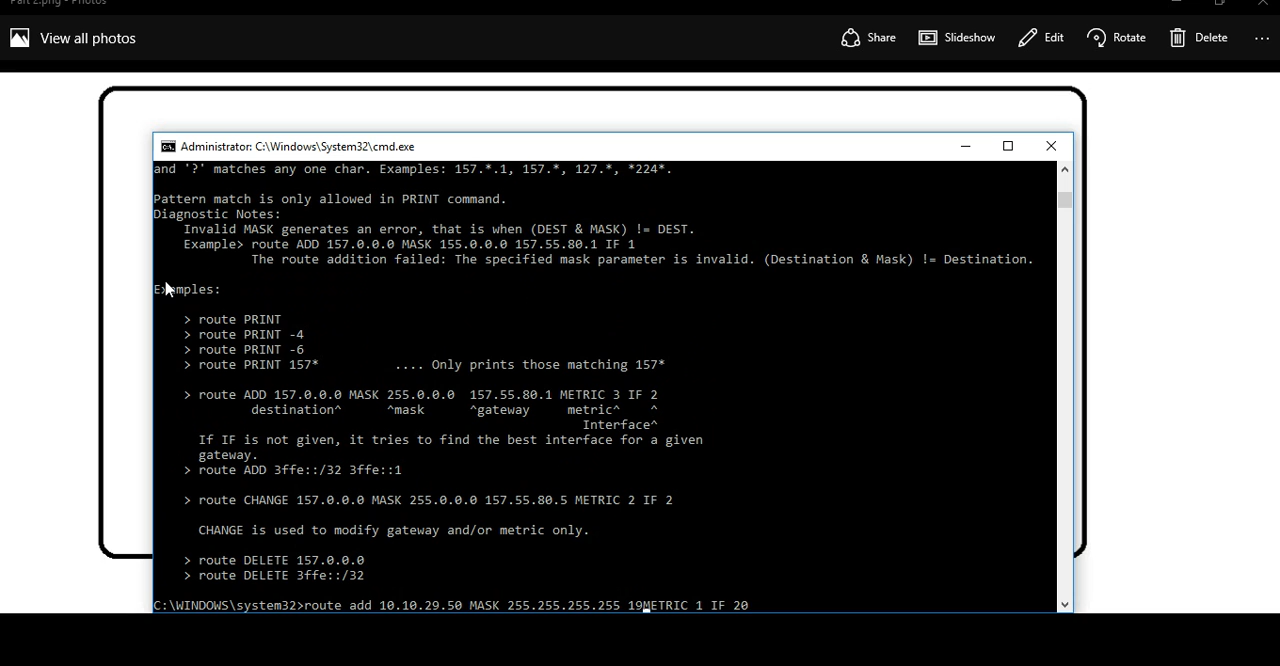 Part 2.png - Photos
View all photos
Share
Slideshow
Edit
Rotate
Delete
Administrator: C:\Windows\System32\cmd.exe
and '?' matches any one char. Examples: 157.*.1, 157.*, 127.*, *224*.
Pattern match is only allowed in PRINT command.
Diagnostic Notes:
Invalid MASK generates an error, that is when (DEST & MASK) != DEST.
Example> route ADD 157.0.0.0 MASK 155.0.0.0 157.55.80.1 IF 1
The route addition failed: The specified mask parameter is invalid. (Destination & Mask) != Destination.
Examples:
> route PRINT
> route PRINT -4
> route PRINT -6
> route PRINT 157* .... Only prints those matching 157*
> route ADD 157.0.0.0 MASK 255.0.0.0 157.55.80.1 METRIC 3 IF 2
destination^ ^mask ^gateway metric^ ^
Interface^
If IF is not given, it tries to find the best interface for a given
gateway.
> route ADD 3ffe::/32 3ffe::1
> route CHANGE 157.0.0.0 MASK 255.0.0.0 157.55.80.5 METRIC 2 IF 2
CHANGE is used to modify gateway and/or metric only.
> route DELETE 157.0.0.0
> route DELETE 3ffe::/32
C:\WINDOWS\system32>route add 10.10.29.50 MASK 255.255.255.255 19METRIC 1 IF 20